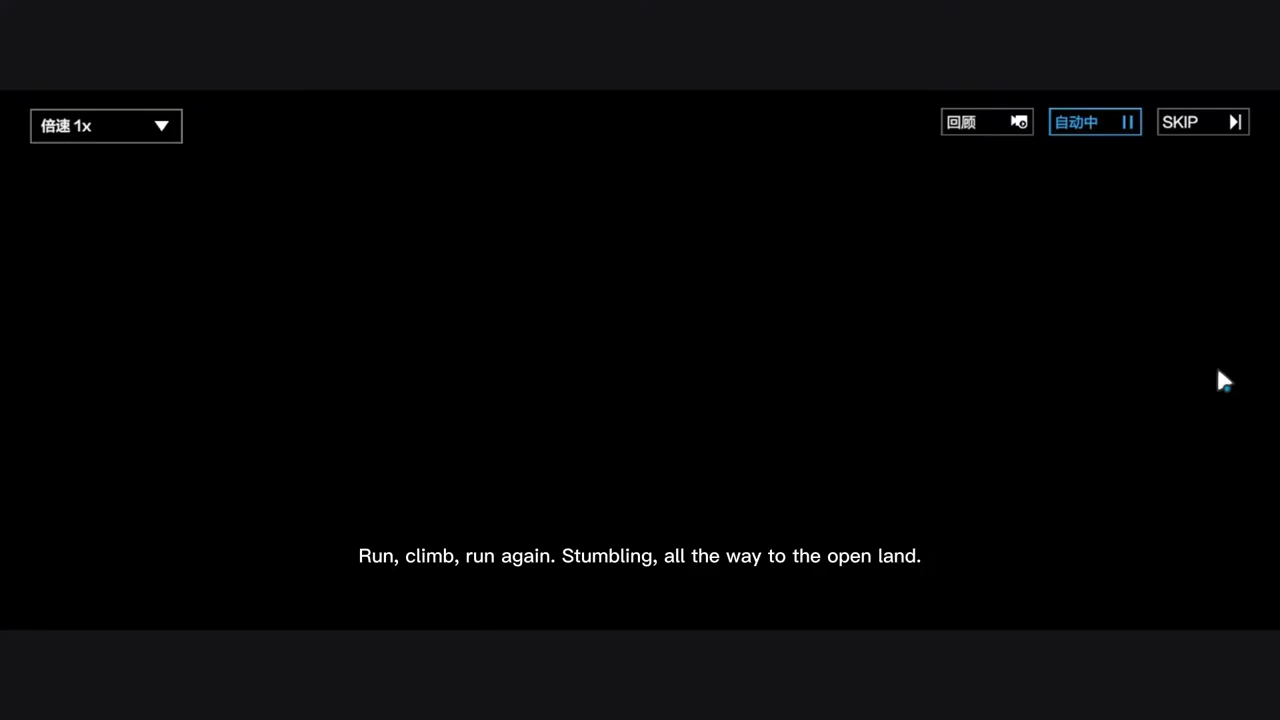 倍速 1x
回顾
自动中
SKIP
Run, climb, run again. Stumbling, all the way to the open land.